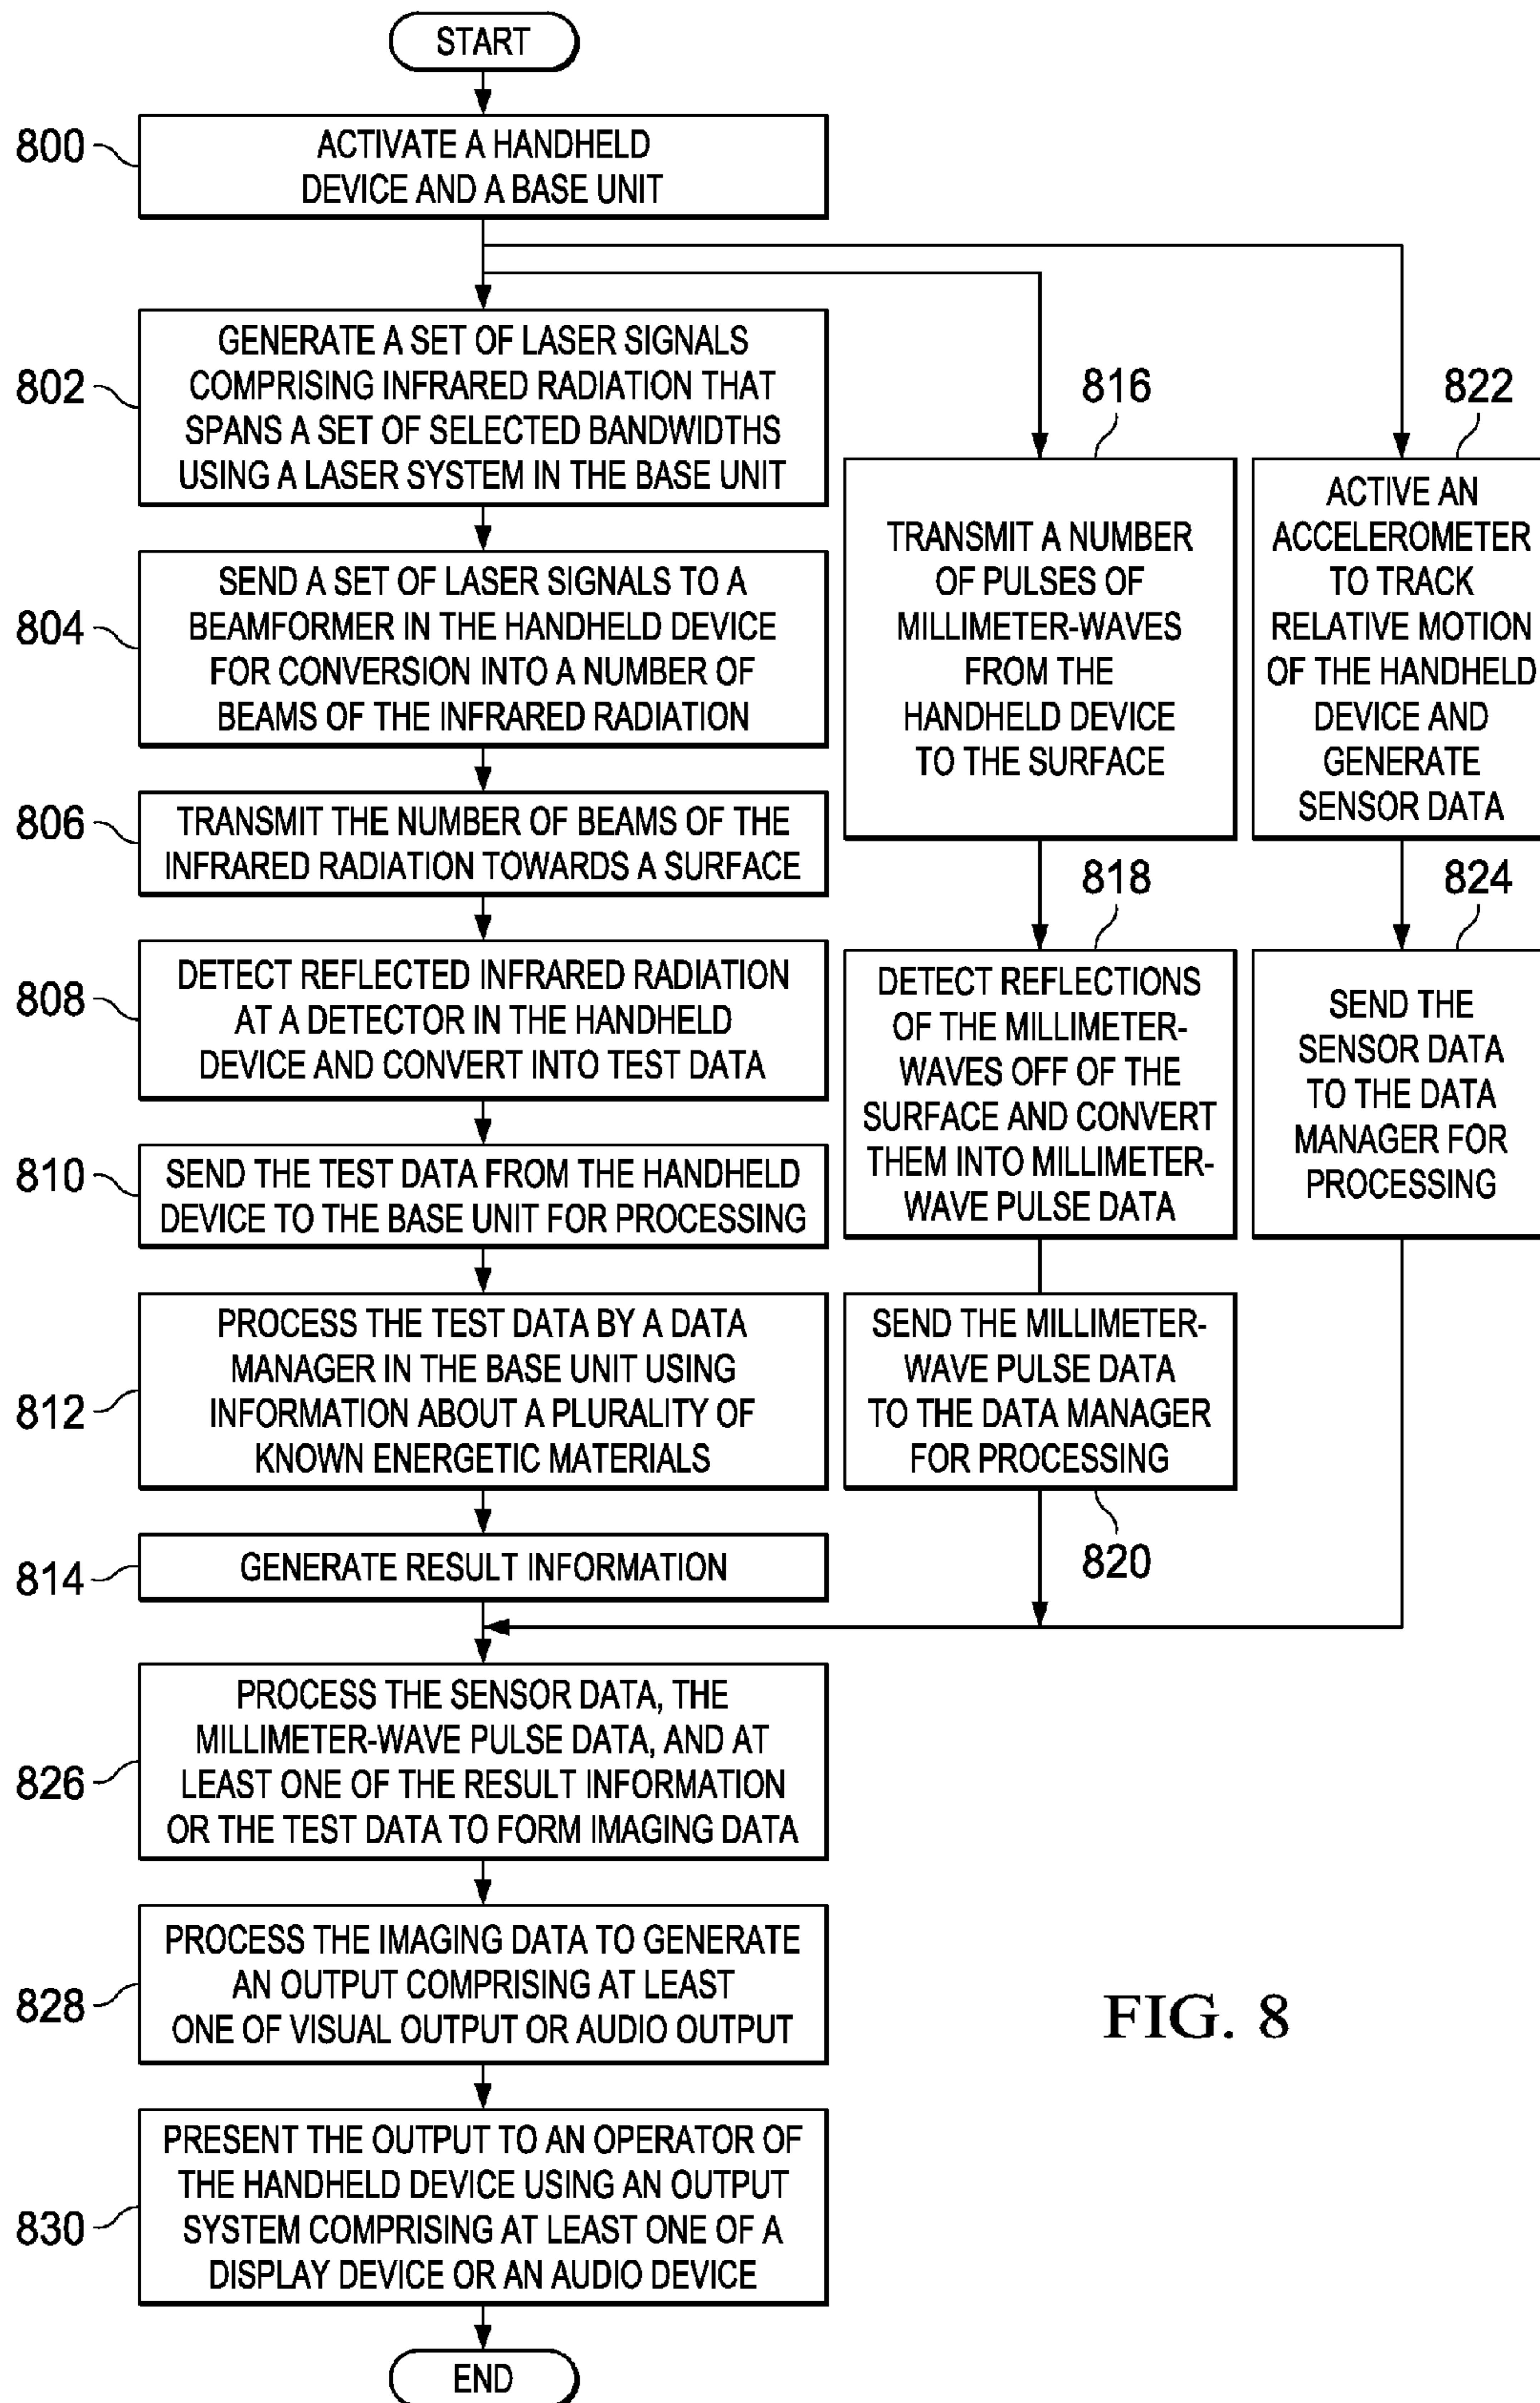 START
800
ACTIVATE A HANDHELD
DEVICE AND A BASE UNIT
802
GENERATE A SET OF LASER SIGNALS
COMPRISING INFRARED RADIATION THAT
SPANS A SET OF SELECTED BANDWIDTHS
USING A LASER SYSTEM IN THE BASE UNIT
804
SEND A SET OF LASER SIGNALS TO A
BEAMFORMER IN THE HANDHELD DEVICE
FOR CONVERSION INTO A NUMBER OF
BEAMS OF THE INFRARED RADIATION
806
TRANSMIT THE NUMBER OF BEAMS OF THE
INFRARED RADIATION TOWARDS A SURFACE
808
DETECT REFLECTED INFRARED RADIATION
AT A DETECTOR IN THE HANDHELD
DEVICE AND CONVERT INTO TEST DATA
810
SEND THE TEST DATA FROM THE HANDHELD
DEVICE TO THE BASE UNIT FOR PROCESSING
812
PROCESS THE TEST DATA BY A DATA
MANAGER IN THE BASE UNIT USING
INFORMATION ABOUT A PLURALITY OF
KNOWN ENERGETIC MATERIALS
814
GENERATE RESULT INFORMATION
816
TRANSMIT A NUMBER
OF PULSES OF
MILLIMETER-WAVES
FROM THE
HANDHELD DEVICE
TO THE SURFACE
818
DETECT REFLECTIONS
OF THE MILLIMETER-
WAVES OFF OF THE
SURFACE AND CONVERT
THEM INTO MILLIMETER-
WAVE PULSE DATA
SEND THE MILLIMETER-
WAVE PULSE DATA
TO THE DATA MANAGER
FOR PROCESSING
820
822
ACTIVE AN
ACCELEROMETER
TO TRACK
RELATIVE MOTION
OF THE HANDHELD
DEVICE AND
GENERATE
SENSOR DATA
824
SEND THE
SENSOR DATA
TO THE DATA
MANAGER FOR
PROCESSING
826
PROCESS THE SENSOR DATA, THE
MILLIMETER-WAVE PULSE DATA, AND AT
LEAST ONE OF THE RESULT INFORMATION
OR THE TEST DATA TO FORM IMAGING DATA
828
PROCESS THE IMAGING DATA TO GENERATE
AN OUTPUT COMPRISING AT LEAST
ONE OF VISUAL OUTPUT OR AUDIO OUTPUT
830
PRESENT THE OUTPUT TO AN OPERATOR OF
THE HANDHELD DEVICE USING AN OUTPUT
SYSTEM COMPRISING AT LEAST ONE OF A
DISPLAY DEVICE OR AN AUDIO DEVICE
END
FIG. 8